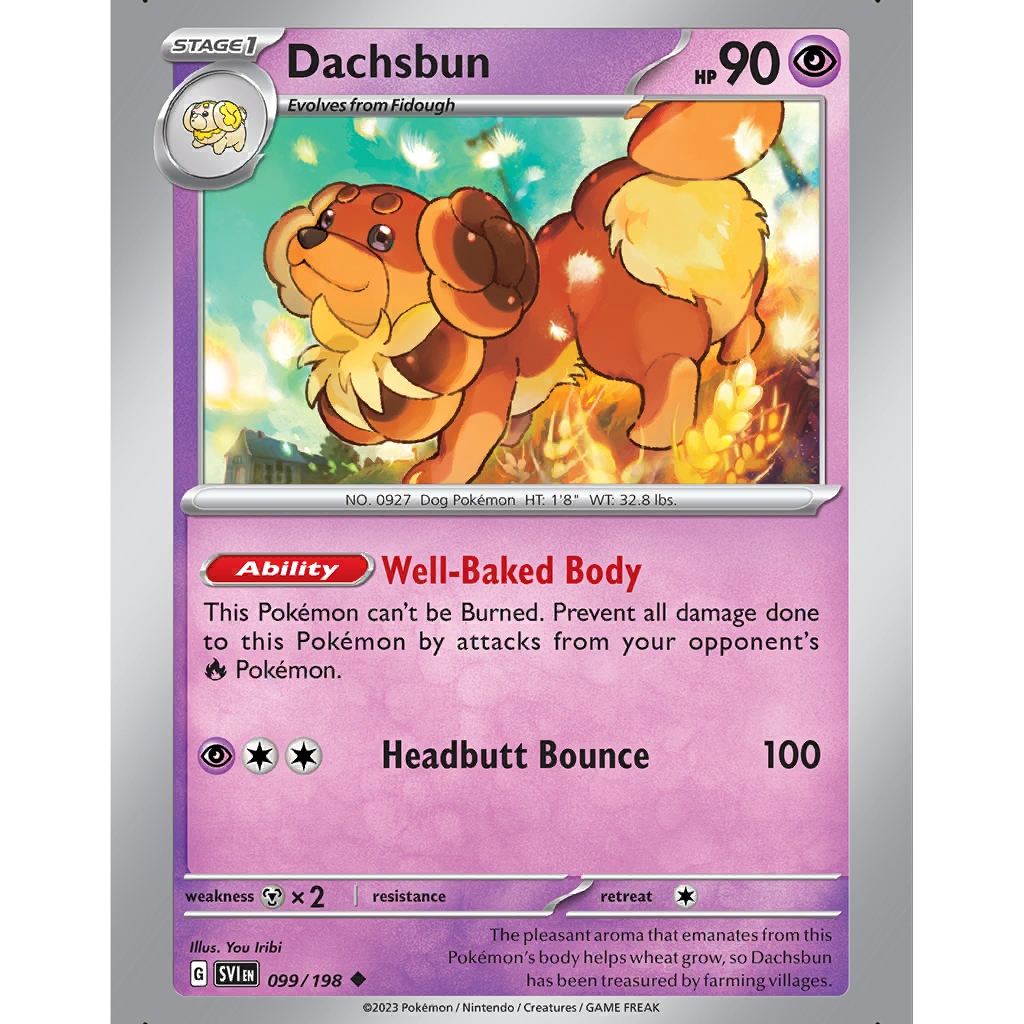 STAGE1
Dachsbun
HP 90
Evolves from Fidough
NO. 0927 Dog Pokémon HT: 1'8" WT: 32.8 lbs.
Ability Well-Baked Body
This Pokémon can't be Burned. Prevent all damage done
to this Pokémon by attacks from your opponent's
Pokémon.
Headbutt Bounce 100
weakness ×2 resistance retreat
Illus. You Iribi
G SVI EN 099/198
The pleasant aroma that emanates from this
Pokémon's body helps wheat grow, so Dachsbun
has been treasured by farming villages.
©2023 Pokémon / Nintendo / Creatures / GAME FREAK